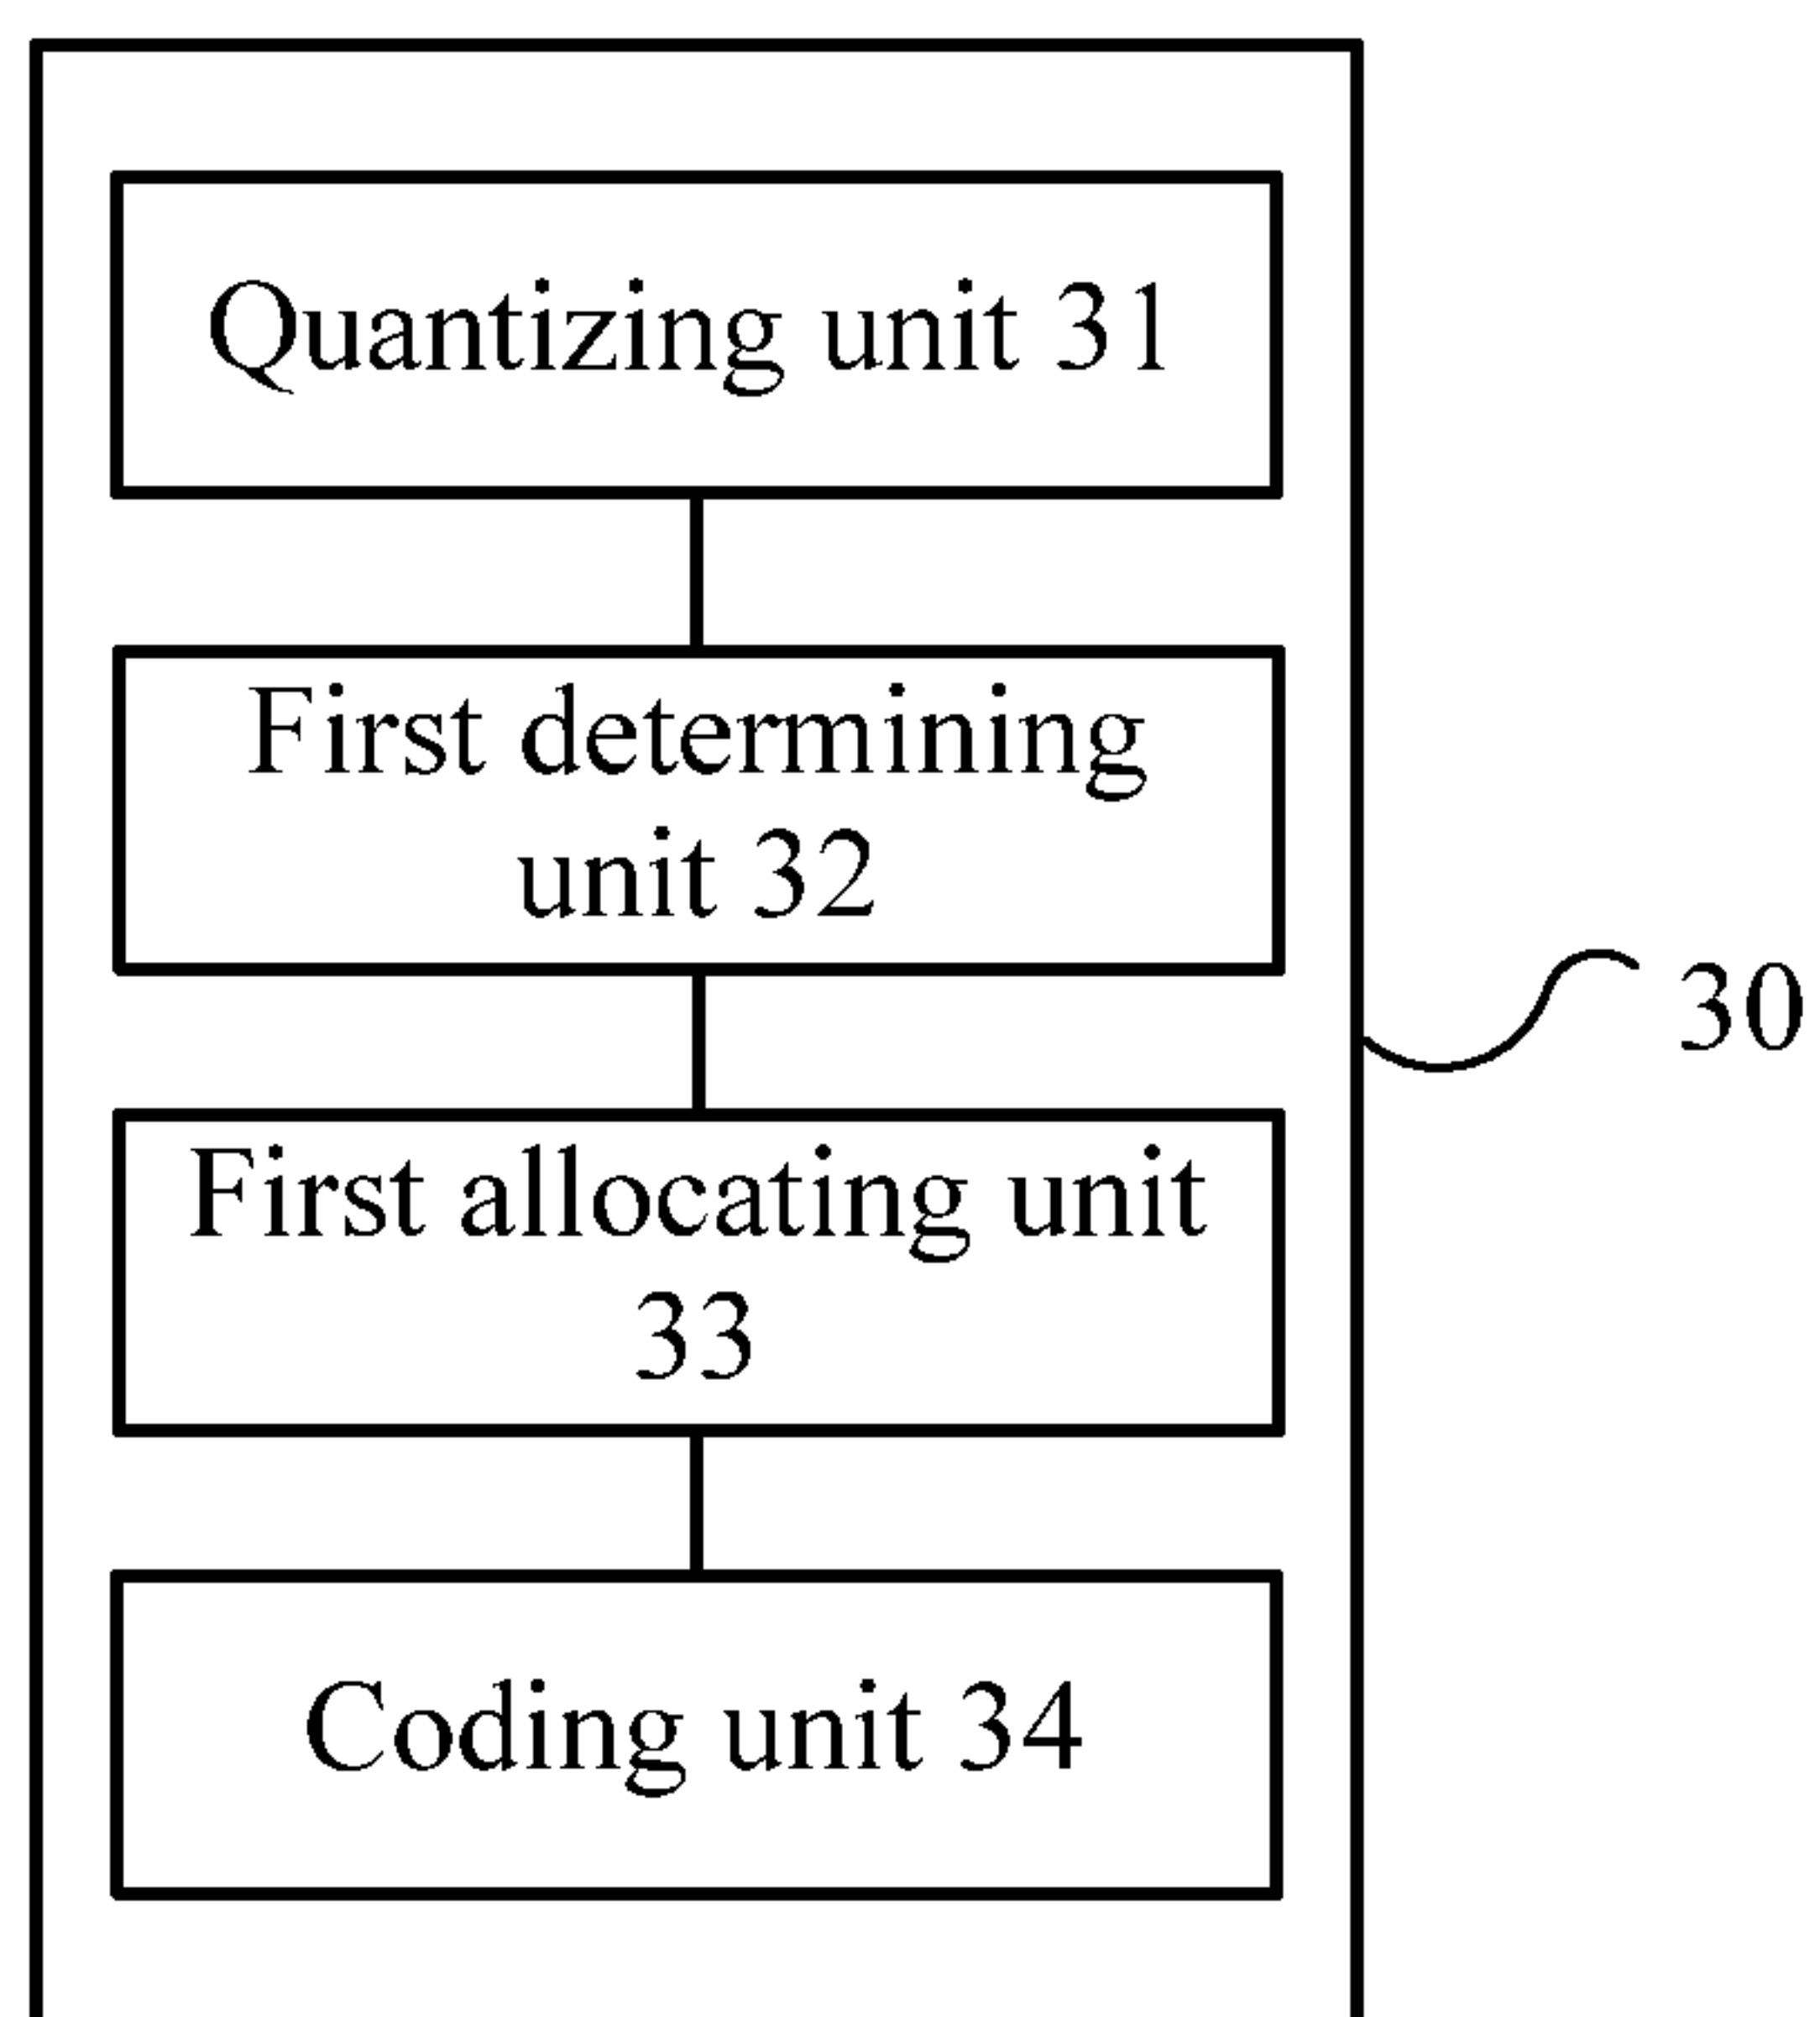 Quantizing unit 31
First determining
unit 32
30
First allocating unit
33
Coding unit 34